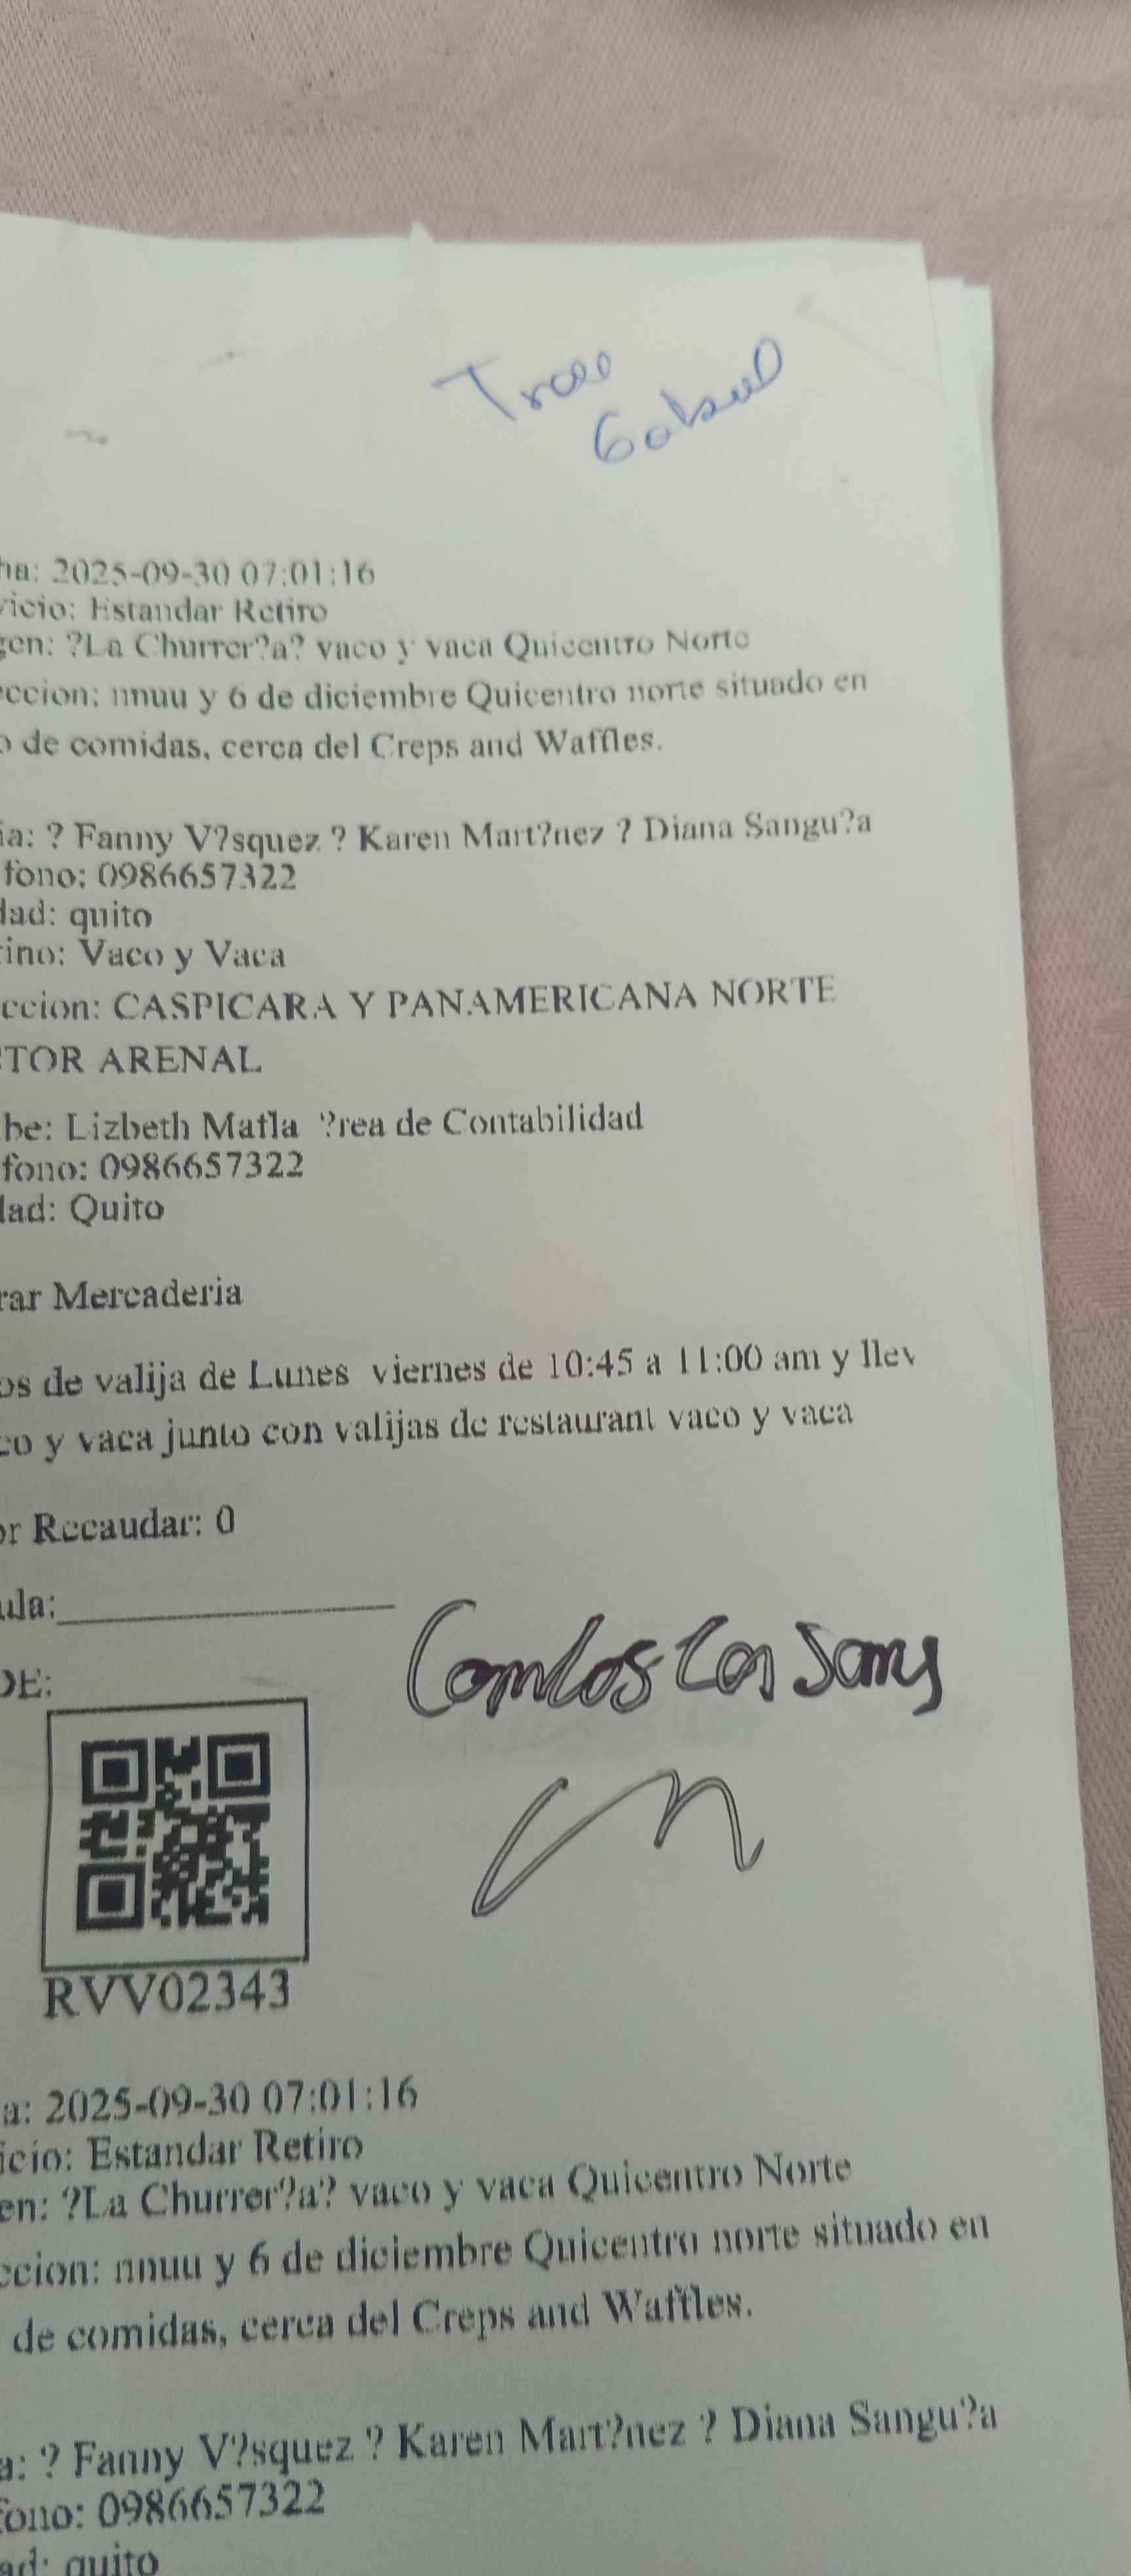 Trae
Gabriel
ha: 2025-09-30 07:01:16
vicio: Estandar Retiro
gen: ?La Churrer?a? vaco y vaca Quicentro Norte
eccion: nnuu y 6 de diciembre Quicentro norte situado en
o de comidas, cerca del Creps and Waffles.
ia: ? Fanny V?squez ? Karen Mart?nez ? Diana Sangu?a
fono: 0986657322
dad: quito
tino: Vaco y Vaca
ccion: CASPICARA Y PANAMERICANA NORTE
CTOR ARENAL
be: Lizbeth Mafla ?rea de Contabilidad
fono: 0986657322
dad: Quito
rar Mercaderia
os de valija de Lunes viernes de 10:45 a 11:00 am y llev
co y vaca junto con valijas de restaurant vaco y vaca
or Recaudar: 0
ula:
DE:
Carlos
RVV02343
a: 2025-09-30 07:01:16
icio: Estandar Retiro
en: ?La Churrer?a? vaco y vaca Quicentro Norte
ccion: nnuu y 6 de diciembre Quicentro norte situado en
de comidas, cerca del Creps and Waffles.
a: ? Fanny V?squez ? Karen Mart?nez ? Diana Sangu?a
fono: 0986657322
ad: quito